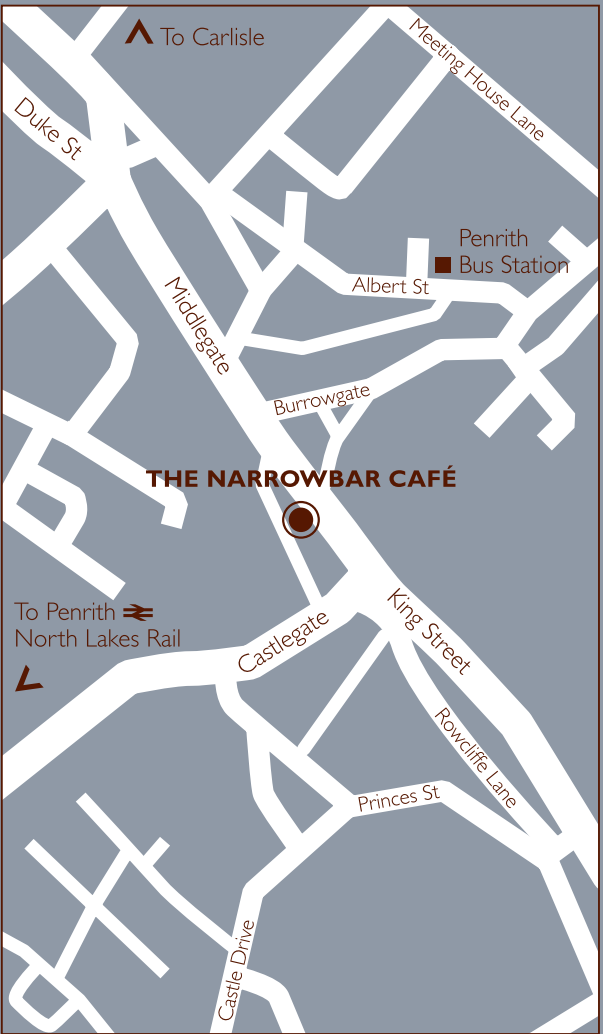 To Carlisle
Meeting House Lane
Duke St
Penrith
Bus Station
Albert St
Middlegate
Burrowgate
THE NARROWBAR CAFÉ
To Penrith
North Lakes Rail
King Street
Castlegate
Rowcliffe Lane
Princes St
Castle Drive